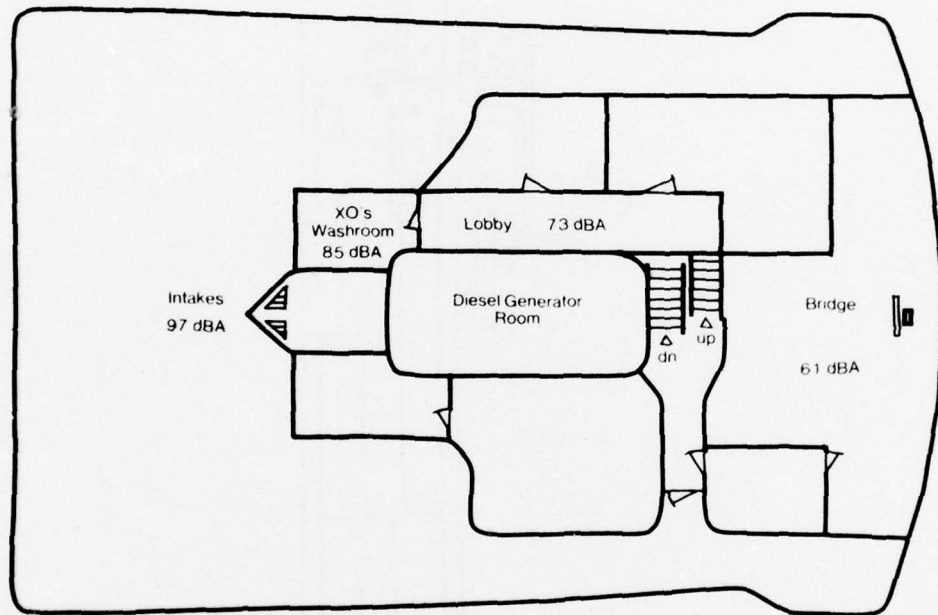 XO's
Washroom
85 dBA
Lobby 73 dBA
Intakes
97 dBA
Diesel Generator
Room
dn
up
Bridge
61 dBA